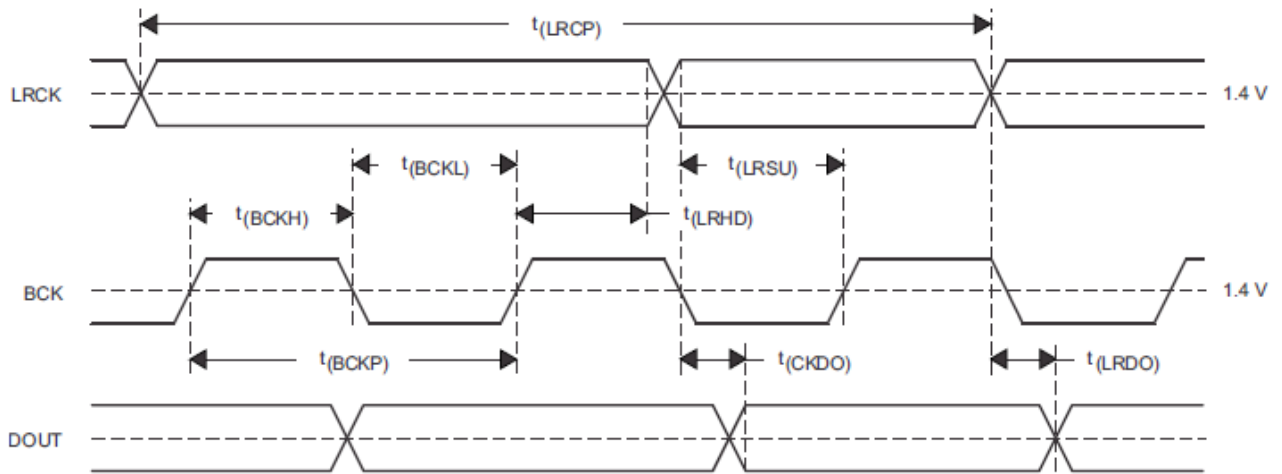 t(LRCP)
LRCK
1.4 V
t(BCKL)
t(LRSU)
t(BCKH)
t(LRHD)
BCK
1.4 V
t(BCKP)
t(CKDO)
t(LRDO)
DOUT